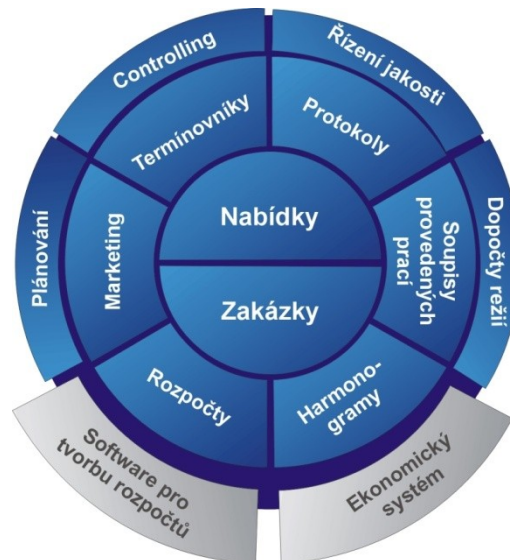 Controlling
Řízení jakosti
Termínovníky
Protokoly
Plánování
Marketing
Nabídky
Soupisy
provedených
prací
Dopočty režií
Zakázky
Rozpočty
Harmono-
gramy
Software pro
tvorbu rozpočtů
Ekonomický
systém